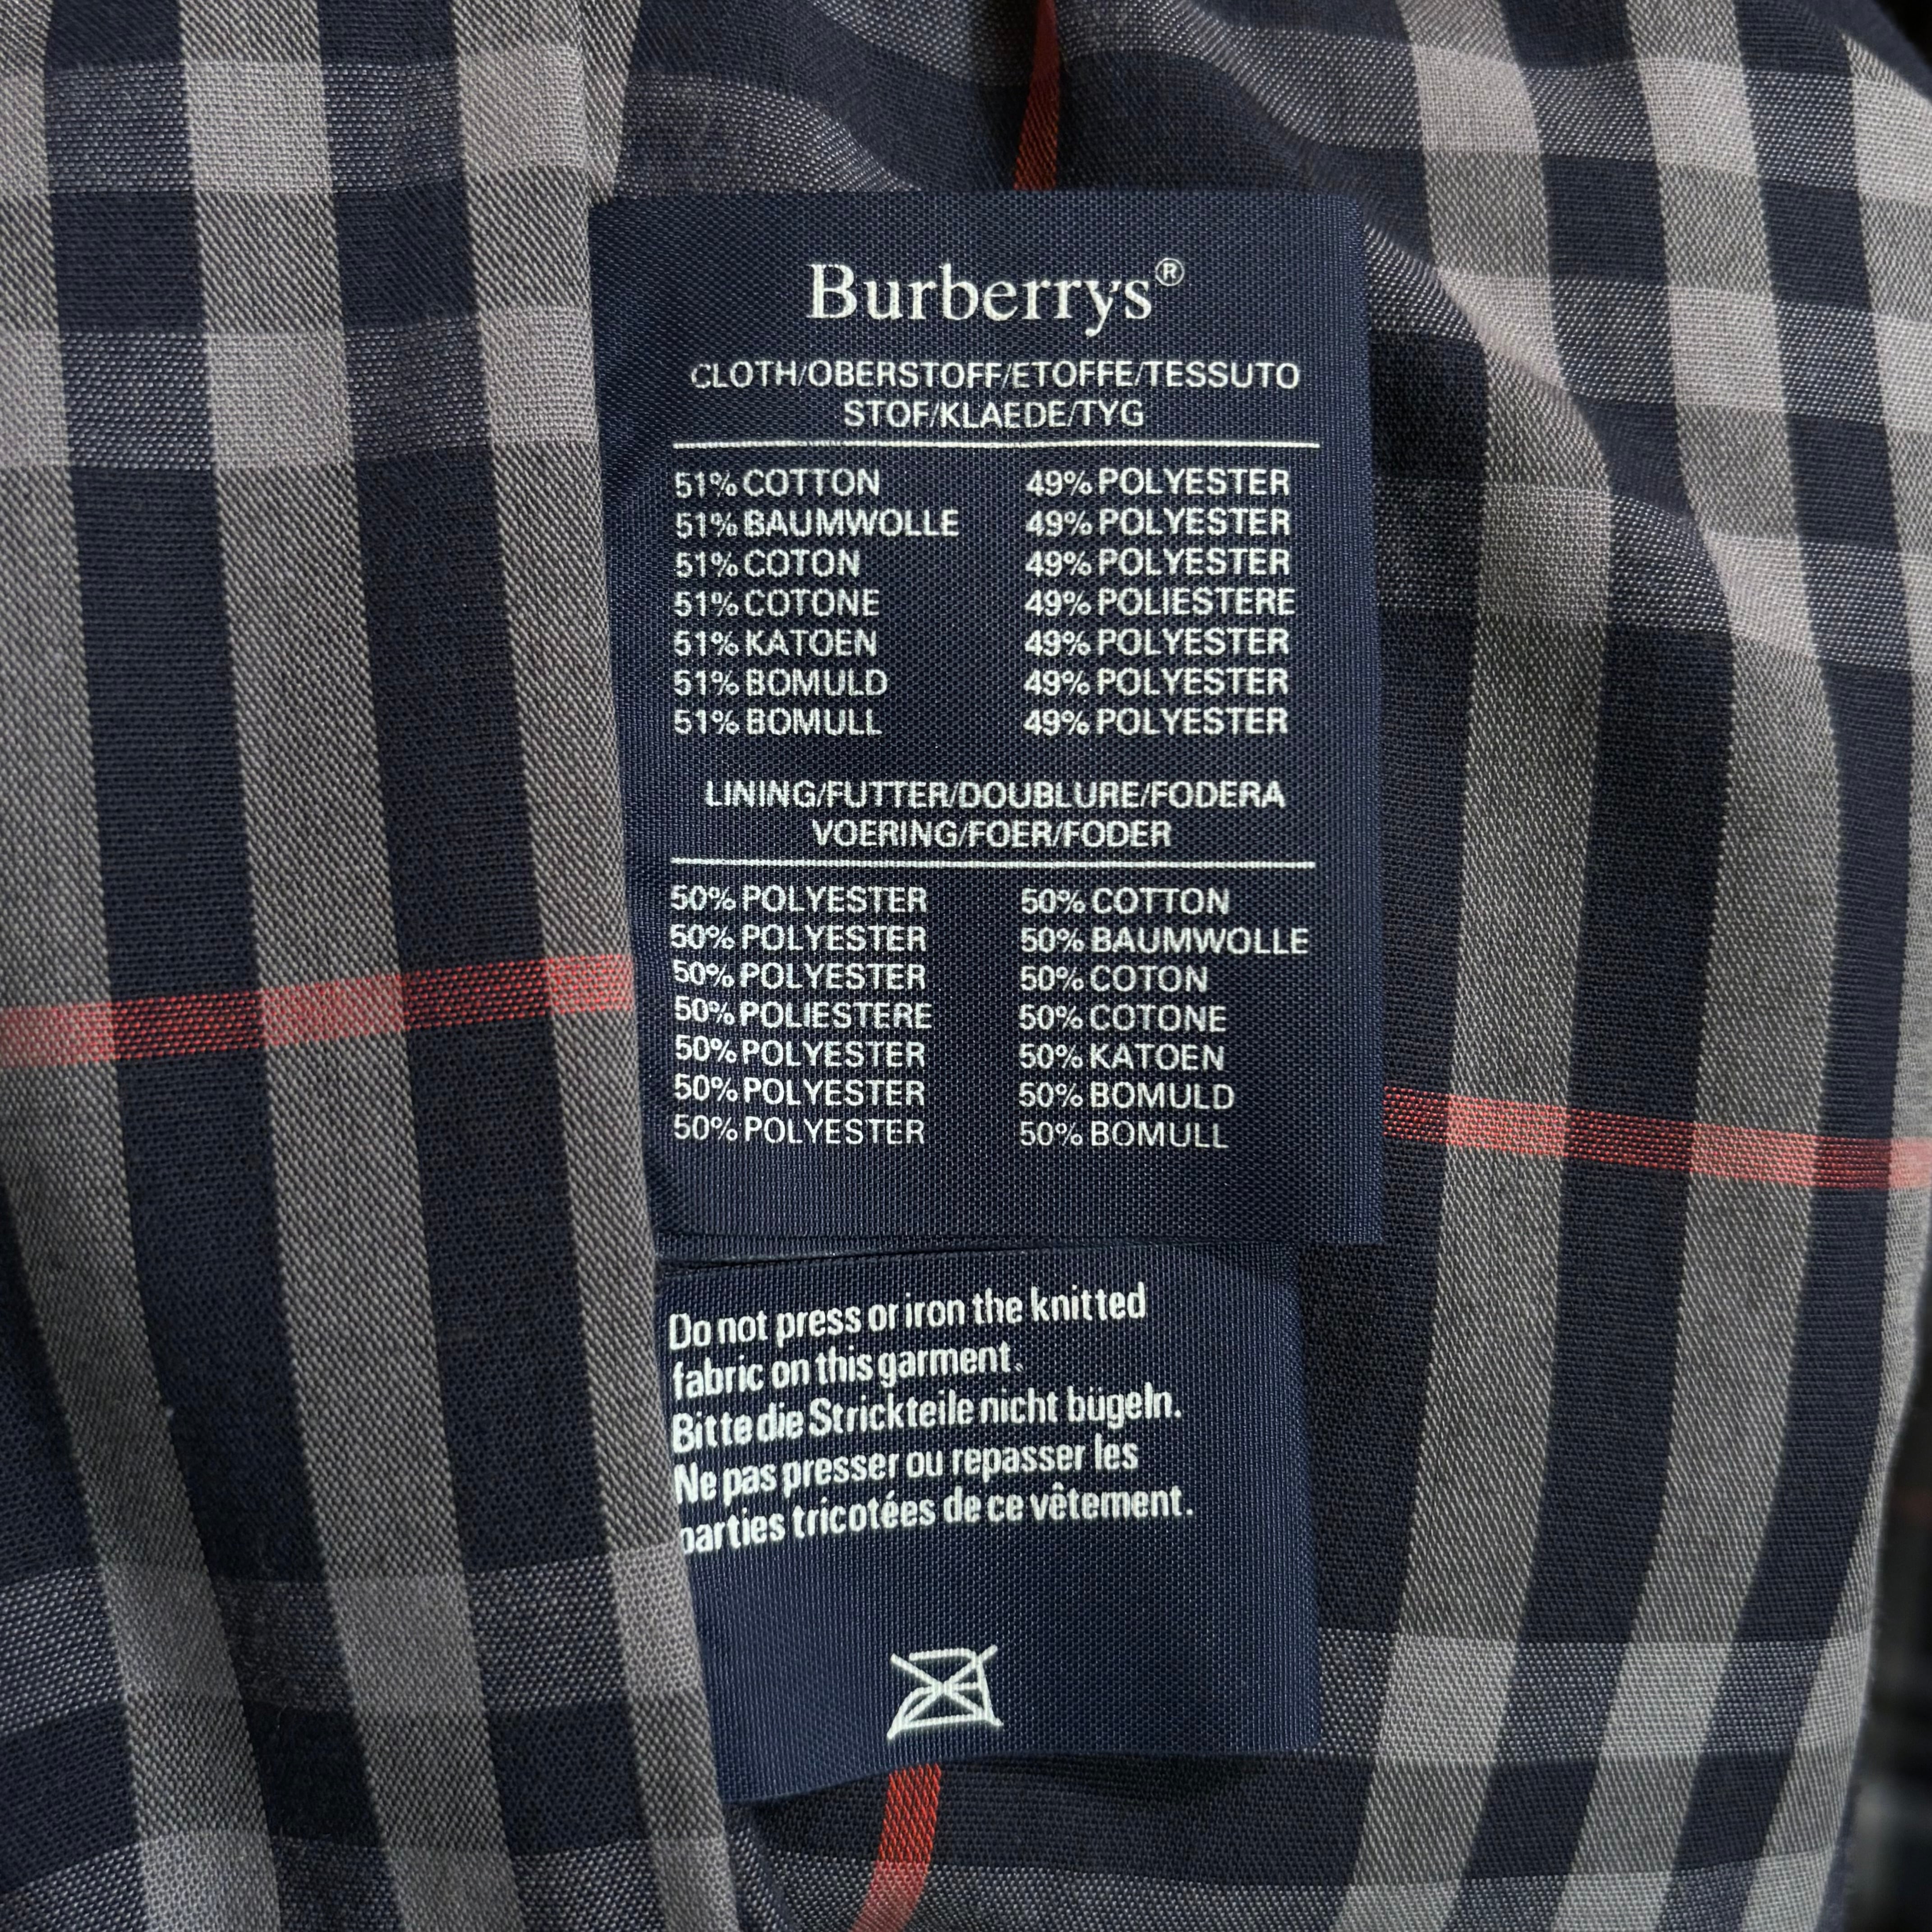 Burberrys®
CLOTH/OBERSTOFF/ETOFFE/TESSUTO
STOF/KLAEDE/TYG
51% COTTON 49% POLYESTER
51% BAUMWOLLE 49% POLYESTER
51% COTON 49% POLYESTER
51% COTONE 49% POLIESTERE
51% KATOEN 49% POLYESTER
51% BOMULD 49% POLYESTER
51% BOMULL 49% POLYESTER
LINING/FUTTER/DOUBLURE/FODERA
VOERING/FOER/FODER
50% POLYESTER 50% COTTON
50% POLYESTER 50% BAUMWOLLE
50% POLYESTER 50% COTON
50% POLIESTERE 50% COTONE
50% POLYESTER 50% KATOEN
50% POLYESTER 50% BOMULD
50% POLYESTER 50% BOMULL
Do not press or iron the knitted
fabric on this garment.
Bitte die Strickteile nicht bügeln.
Ne pas presser ou repasser les
parties tricotées de ce vêtement.